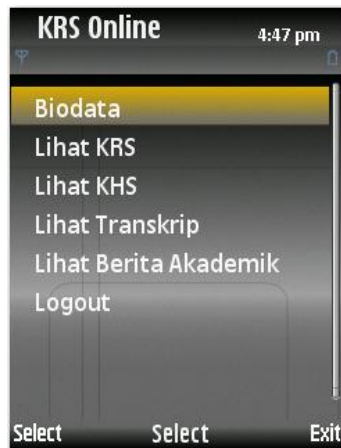 KRS Online 4:47 pm
Biodata
Lihat KRS
Lihat KHS
Lihat Transkrip
Lihat Berita Akademik
Logout
Select Select Exit